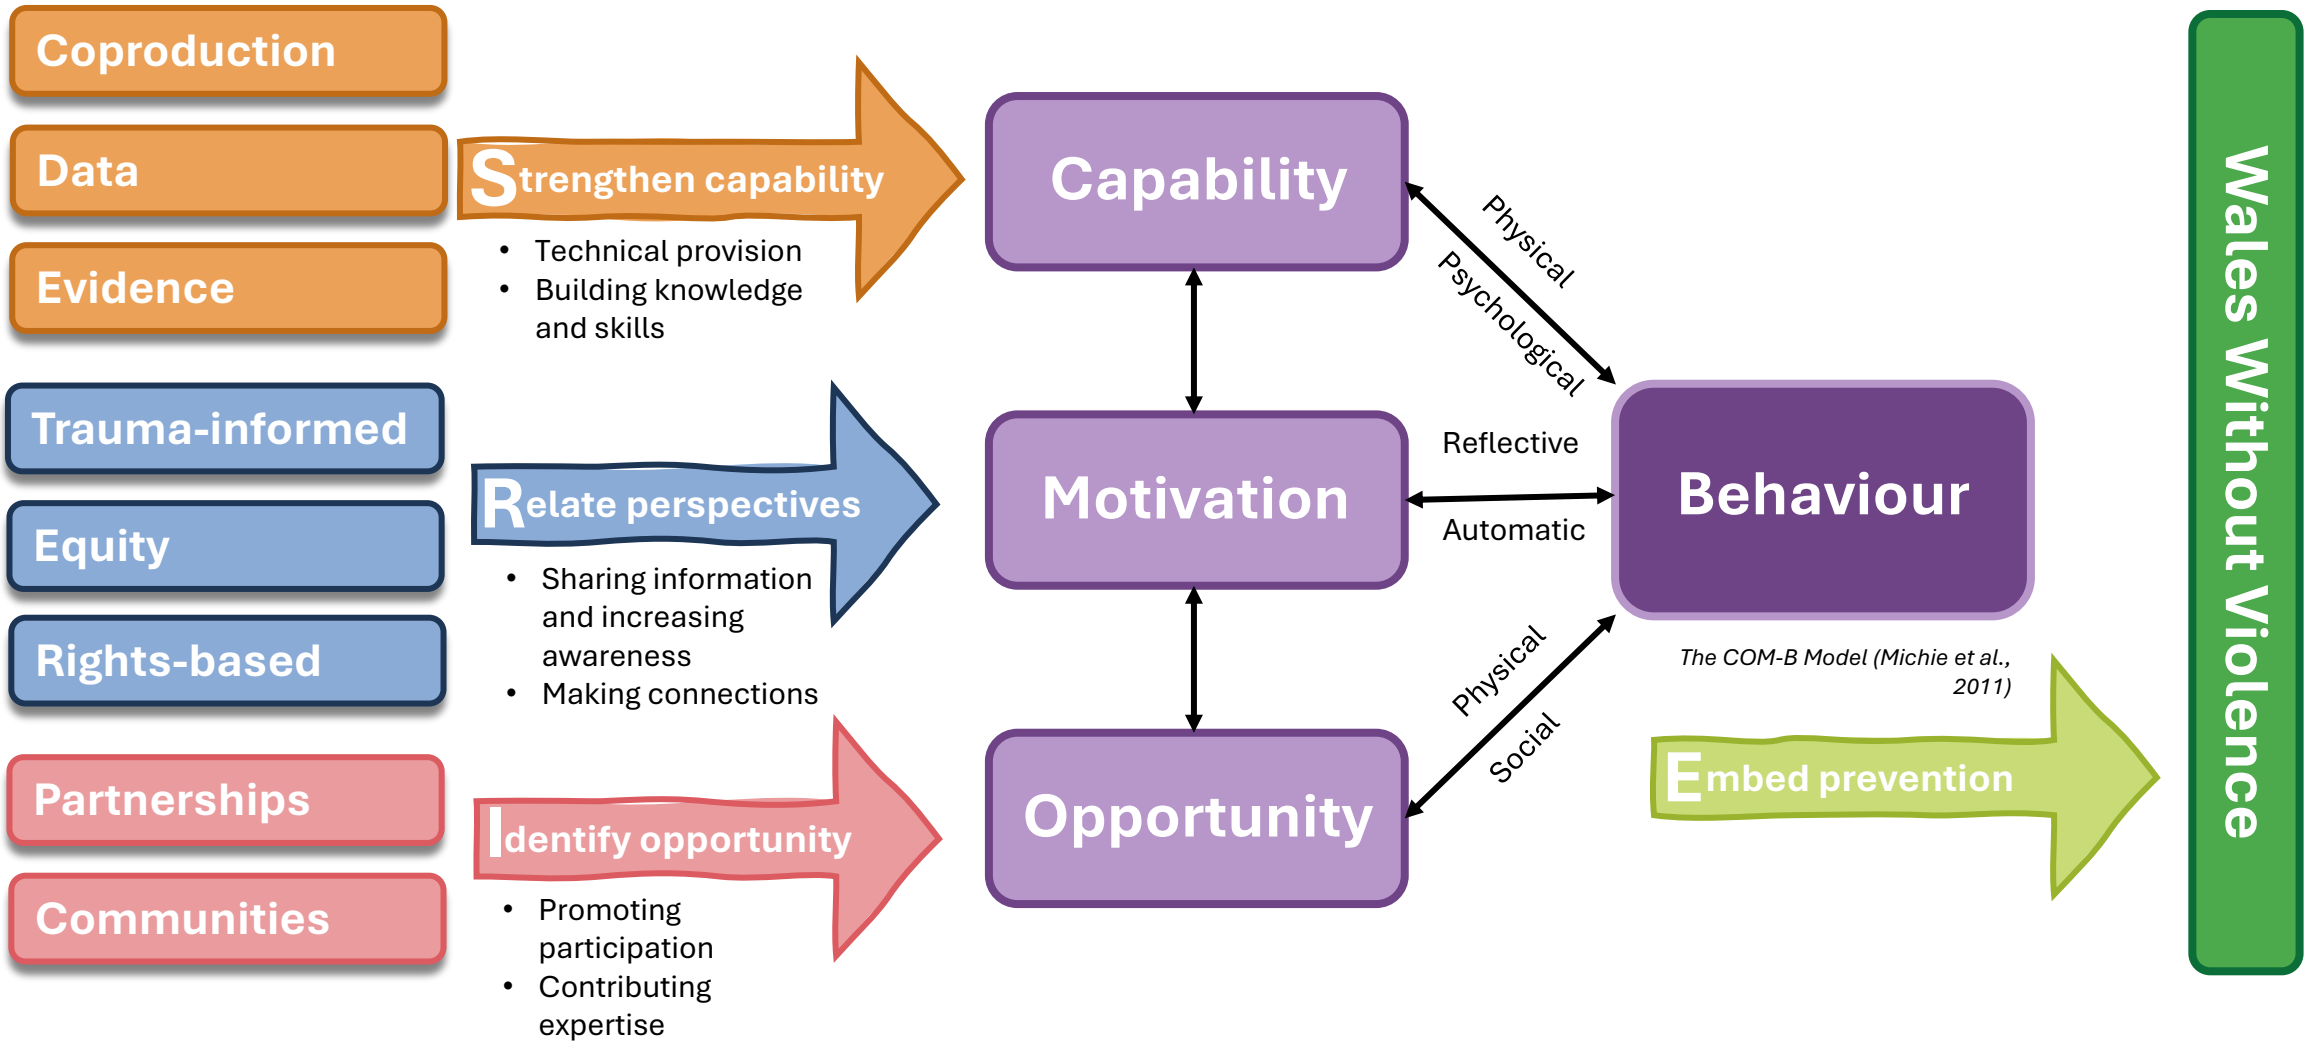 Coproduction
Data
Evidence
Strengthen capability
• Technical provision
• Building knowledge
and skills
Trauma-informed
Equity
Rights-based
Relate perspectives
• Sharing information
and increasing
awareness
• Making connections
Partnerships
Communities
Identify opportunity
• Promoting
participation
• Contributing
expertise
Capability
Motivation
Opportunity
Physical
Psychological
Reflective
Automatic
Physical
Social
Behaviour
The COM-B Model (Michie et al.,
2011)
Embed prevention
Wales Without Violence